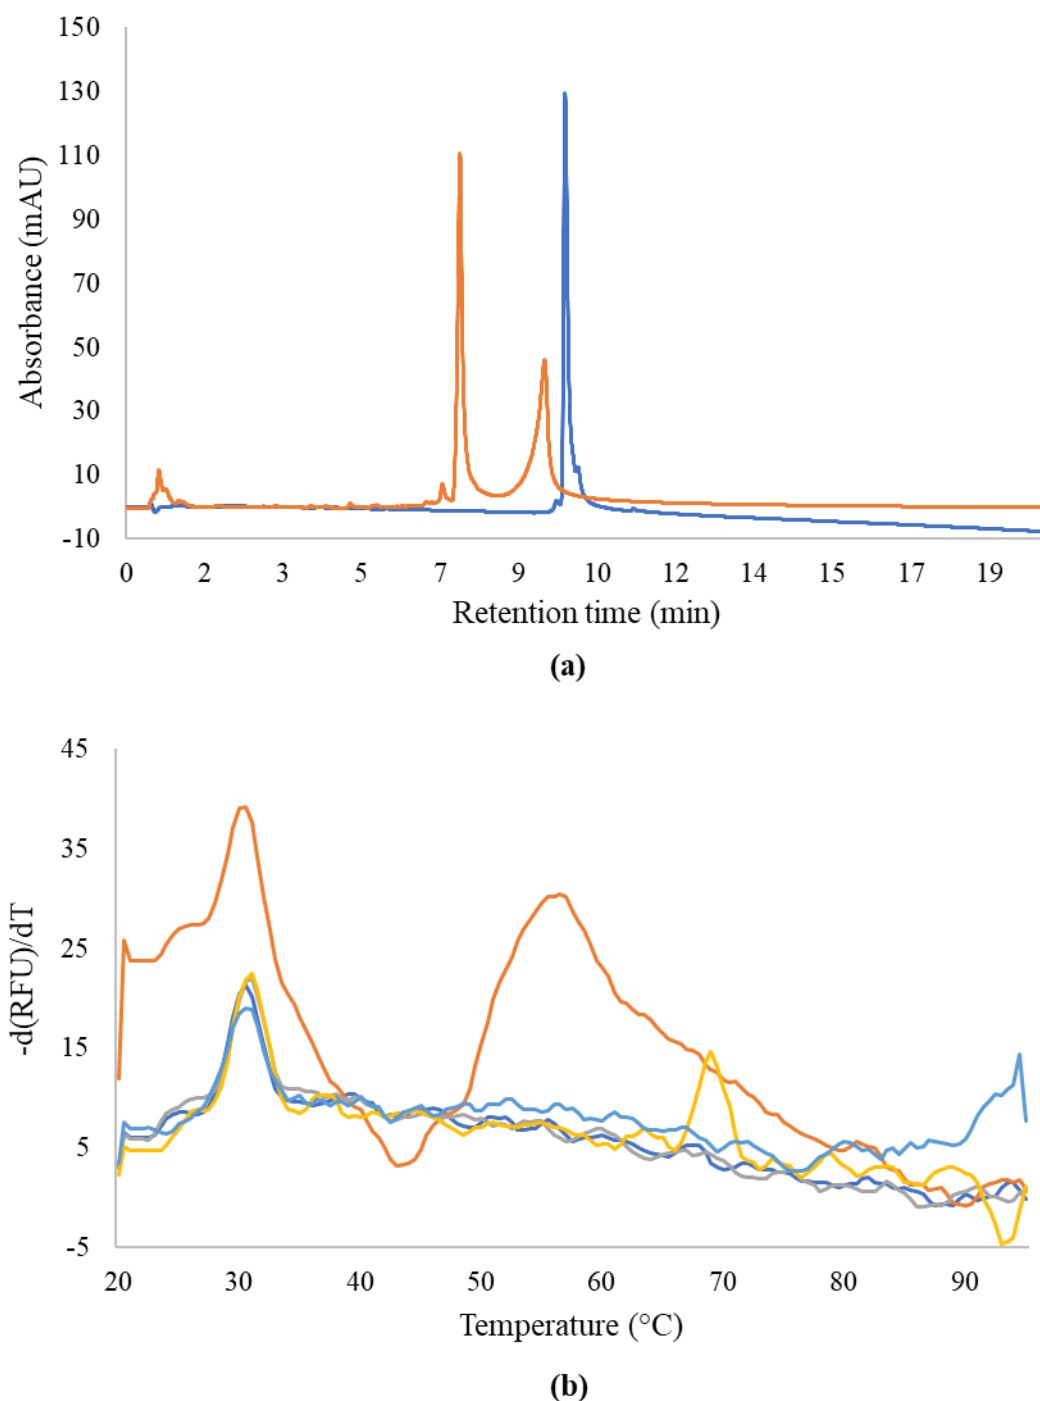 150
130
110
90
70
50
30
10
-10
Absorbance (mAU)
0 2 3 5 7 9 10 12 14 15 17 19
Retention time (min)
(a)
45
35
25
15
5
-5
-d(RFU)/dT
20 30 40 50 60 70 80 90
Temperature (°C)
(b)